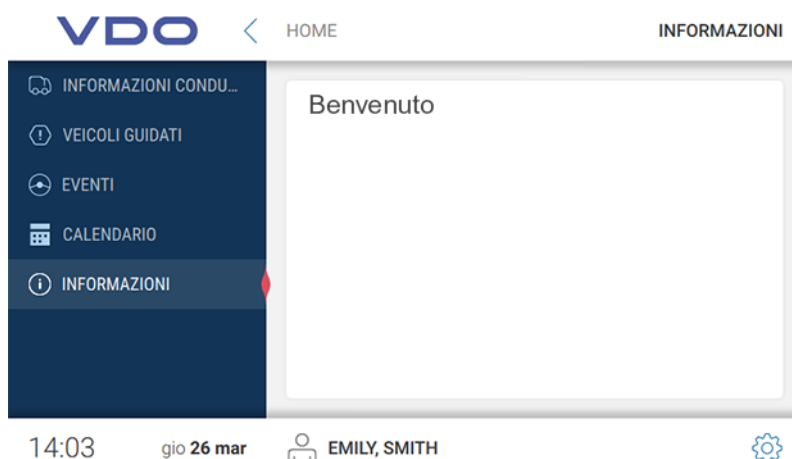 VDO
HOME
INFORMAZIONI
INFORMAZIONI CONDU...
VEICOLI GUIDATI
EVENTI
CALENDARIO
INFORMAZIONI
Benvenuto
14:03
gio 26 mar
EMILY, SMITH